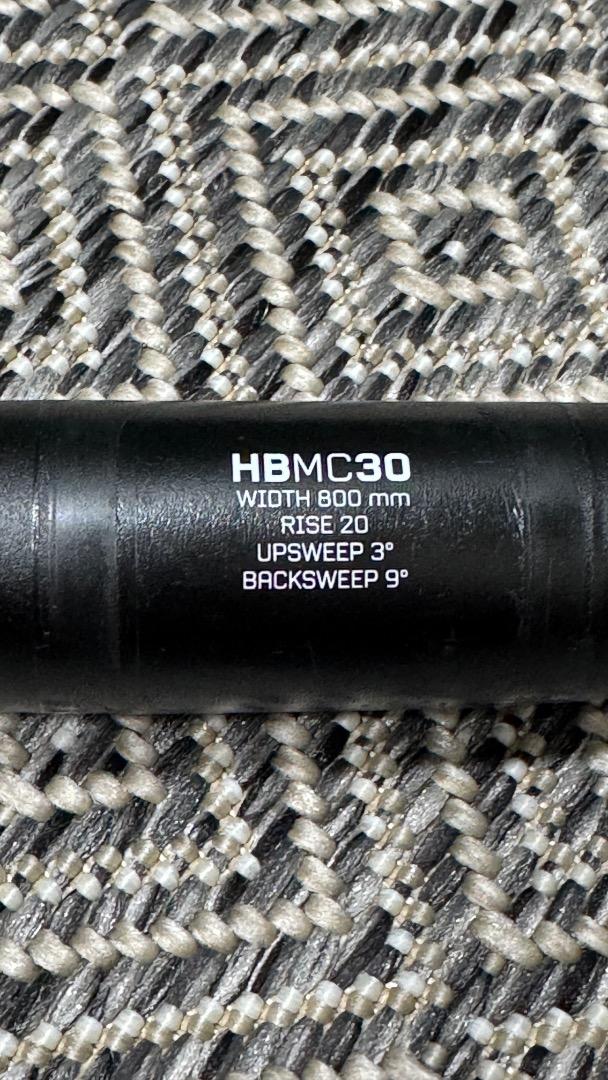 HBMC30
WIDTH 800 mm
RISE 20
UPSWEEP 3°
BACKSWEEP 9°